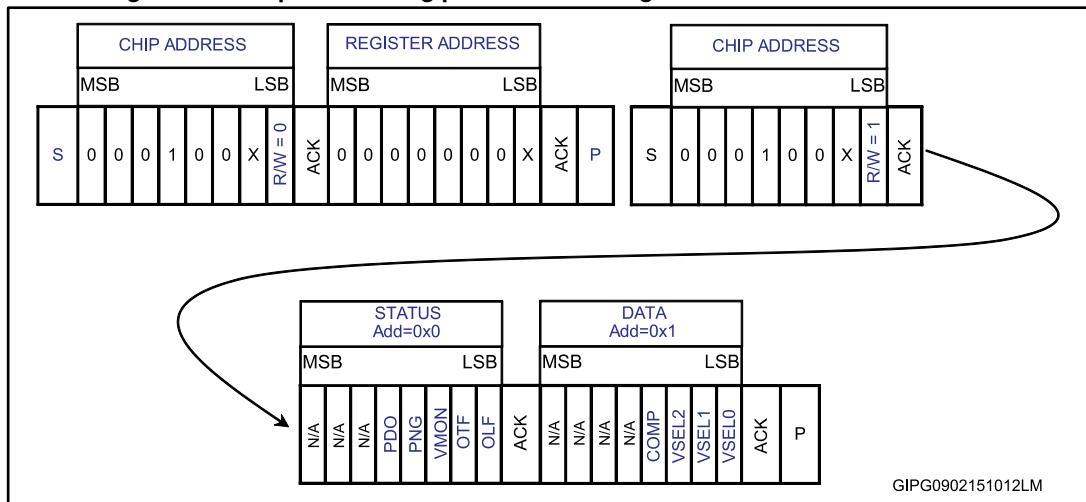 CHIP ADDRESS REGISTER ADDRESS CHIP ADDRESS
MSB LSB MSB LSB MSB LSB
S 0 0 0 1 0 0 X R/W = 0 ACK 0 0 0 0 0 0 0 X ACK P S 0 0 0 1 0 0 X R/W = 1 ACK
STATUS DATA
Add=0x0 Add=0x1
MSB LSB MSB LSB
N/A N/A N/A PDO PNG VMON OTF OLF ACK N/A N/A N/A N/A COMP VSEL2 VSEL1 VSEL0 ACK P
GIPG0902151012LM